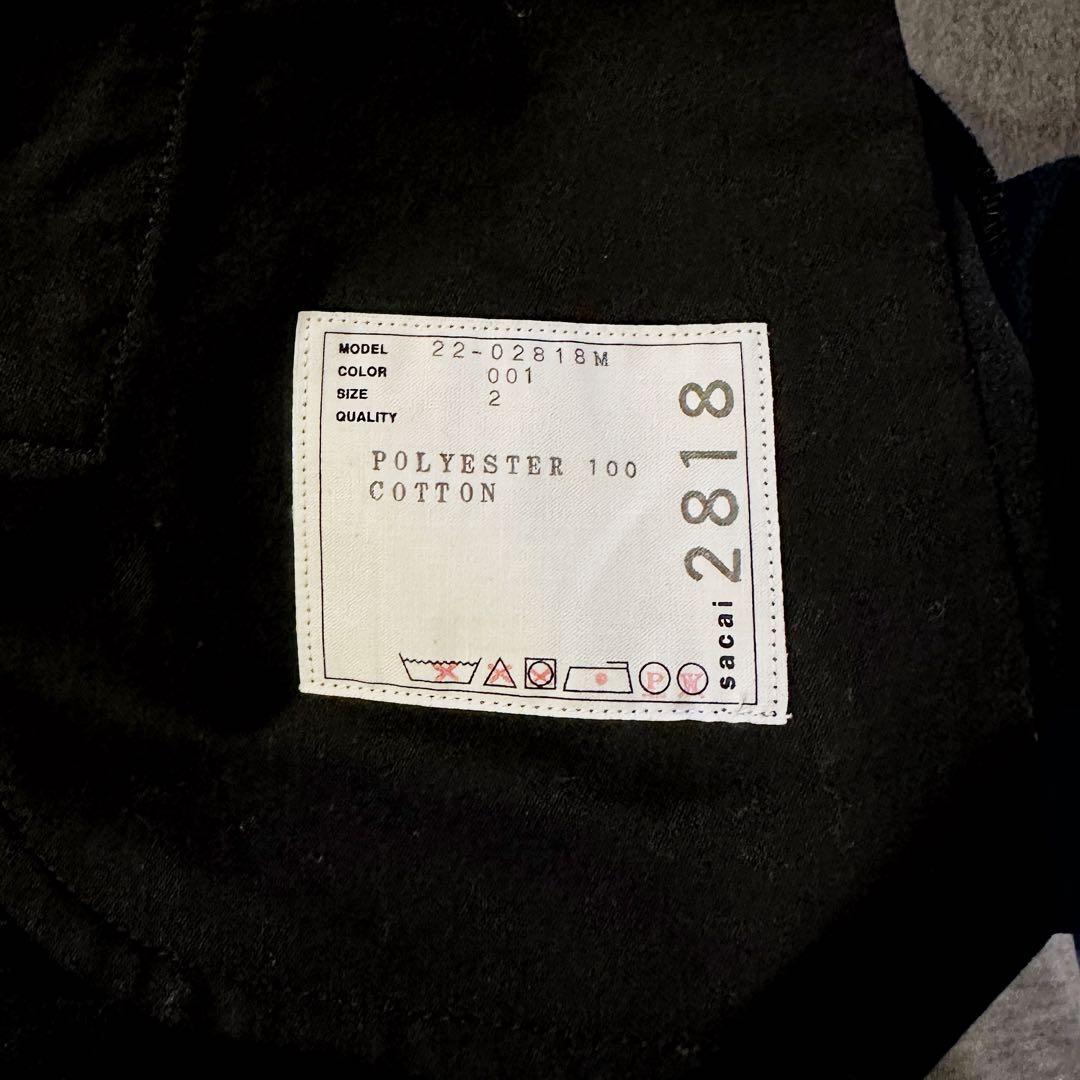 MODEL 22-02818M
COLOR 001
SIZE 2
QUALITY
POLYESTER 100
COTTON
P W
sacai 2818